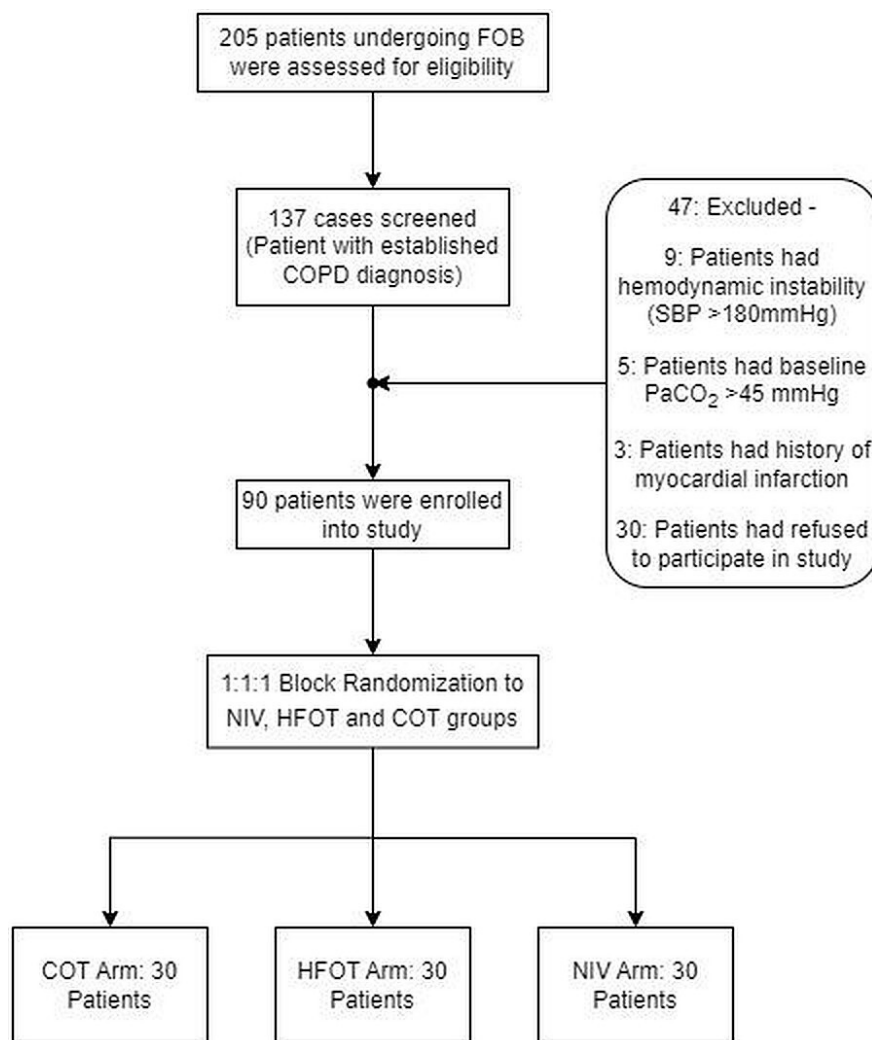 205 patients undergoing FOB
were assessed for eligibility
137 cases screened
(Patient with established
COPD diagnosis)
47: Excluded -
9: Patients had
hemodynamic instability
(SBP >180mmHg)
5: Patients had baseline
PaCO₂ >45 mmHg
3: Patients had history of
myocardial infarction
30: Patients had refused
to participate in study
90 patients were enrolled
into study
1:1:1 Block Randomization to
NIV, HFOT and COT groups
COT Arm: 30
Patients
HFOT Arm: 30
Patients
NIV Arm: 30
Patients